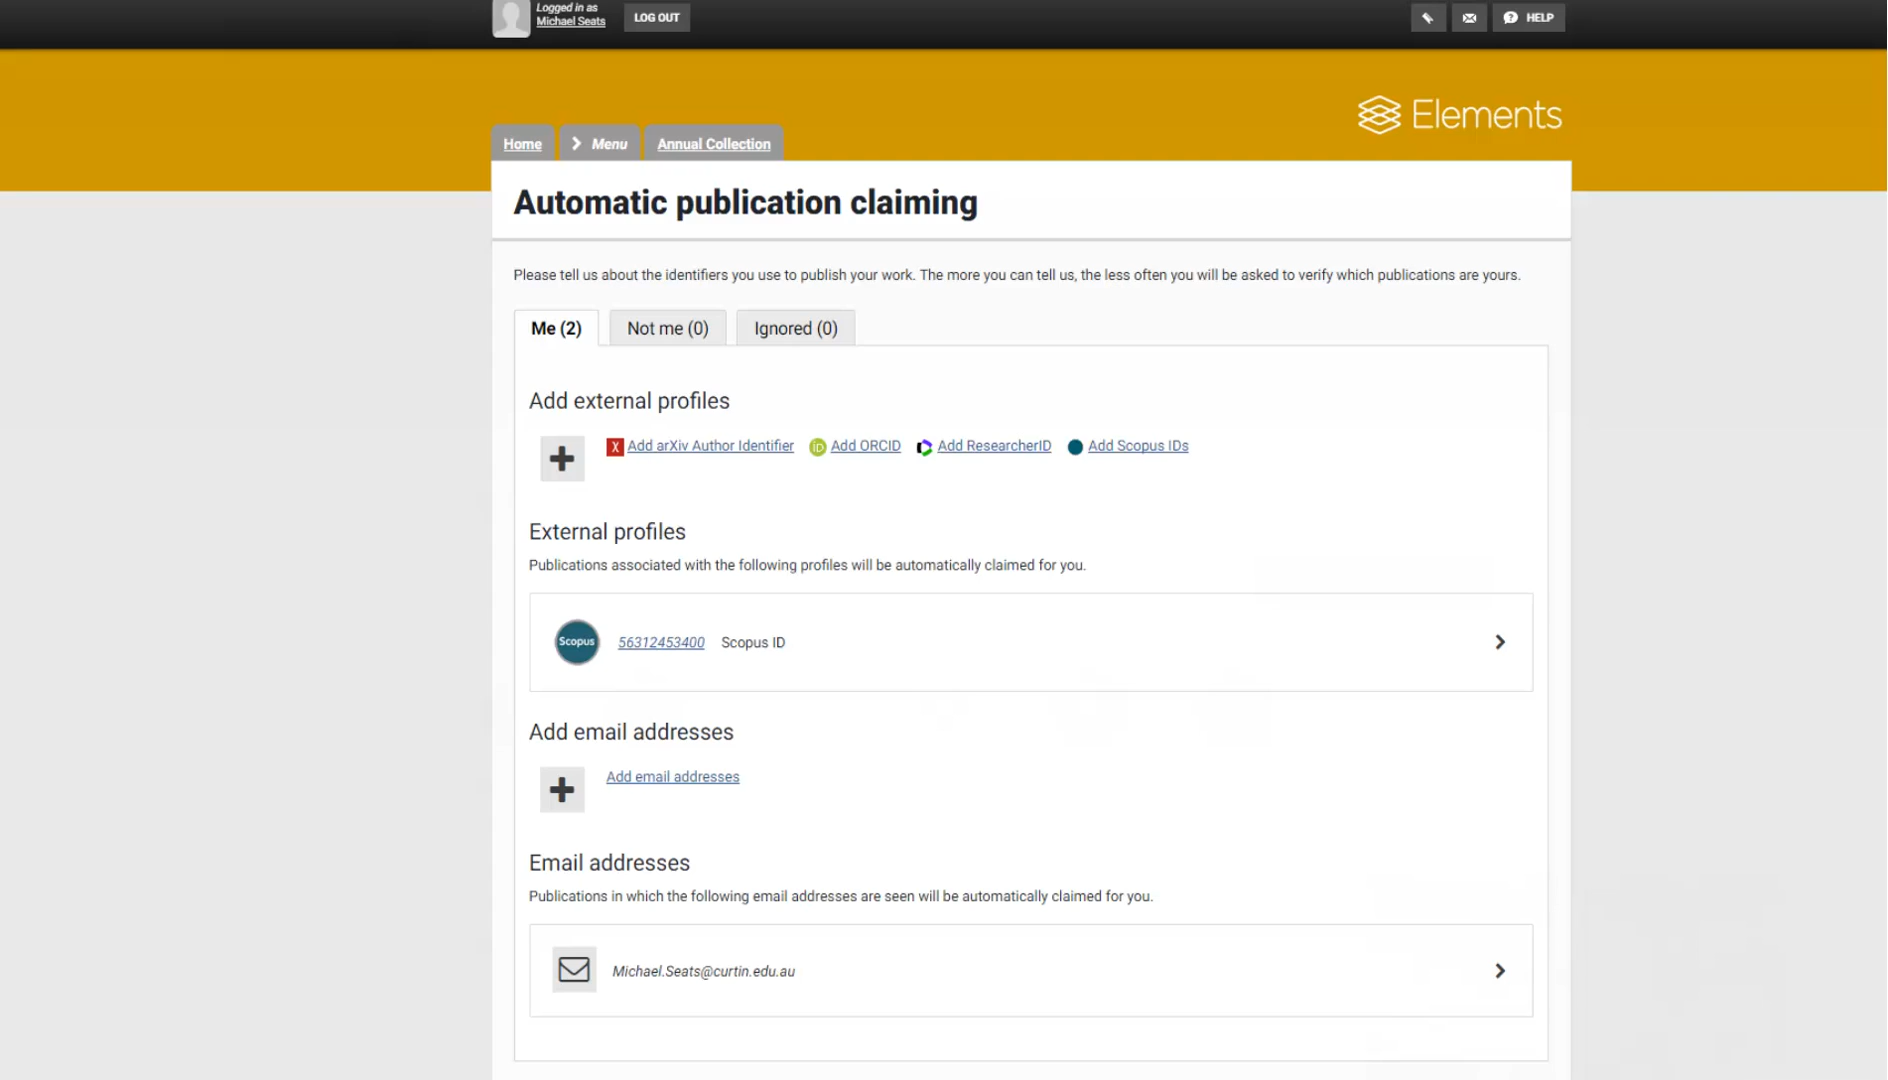 Logged in as
Michael Seats
LOG OUT
HELP
Elements
Home
Menu
Annual Collection
Automatic publication claiming
Please tell us about the identifiers you use to publish your work. The more you can tell us, the less often you will be asked to verify which publications are yours.
Me (2)
Not me (0)
Ignored (0)
Add external profiles
X Add arXiv Author Identifier iD Add ORCID Add ResearcherID Add Scopus IDs
External profiles
Publications associated with the following profiles will be automatically claimed for you.
Scopus 56312453400 Scopus ID
Add email addresses
Add email addresses
Email addresses
Publications in which the following email addresses are seen will be automatically claimed for you.
Michael.Seats@curtin.edu.au